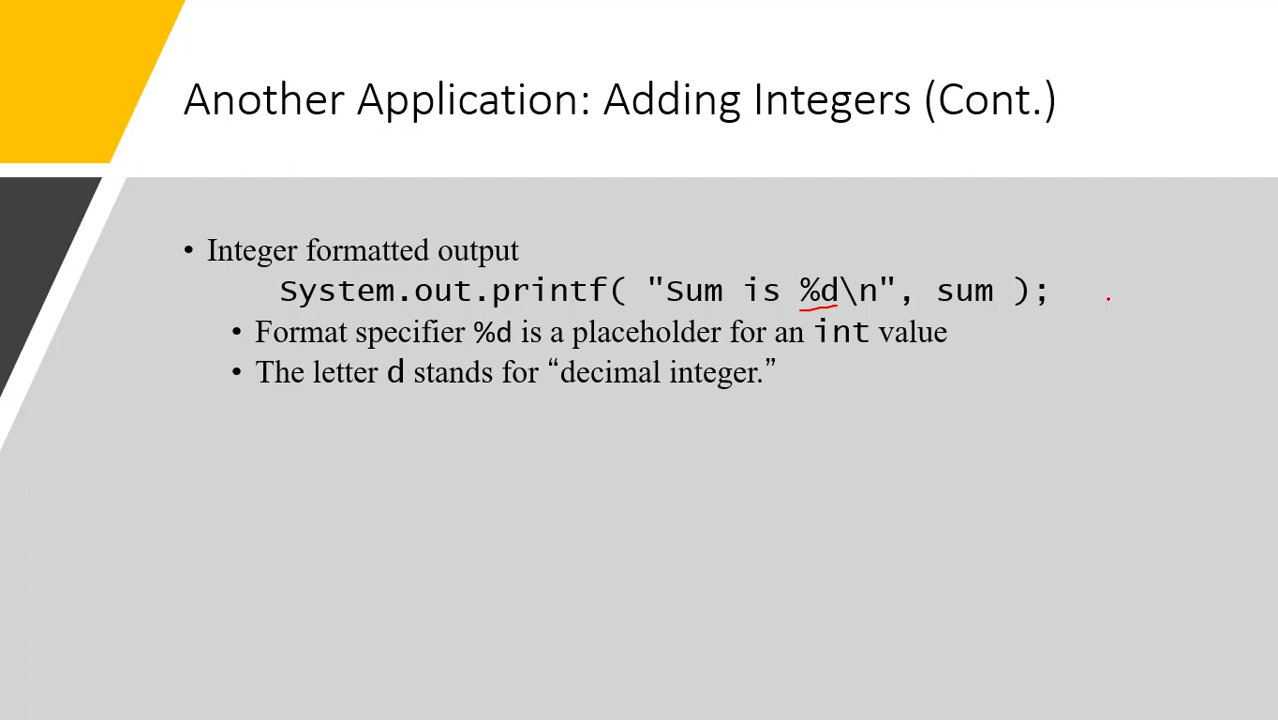 Another Application: Adding Integers (Cont.)
• Integer formatted output
System.out.printf( "Sum is %d\n", sum );
• Format specifier %d is a placeholder for an int value
• The letter d stands for “decimal integer.”